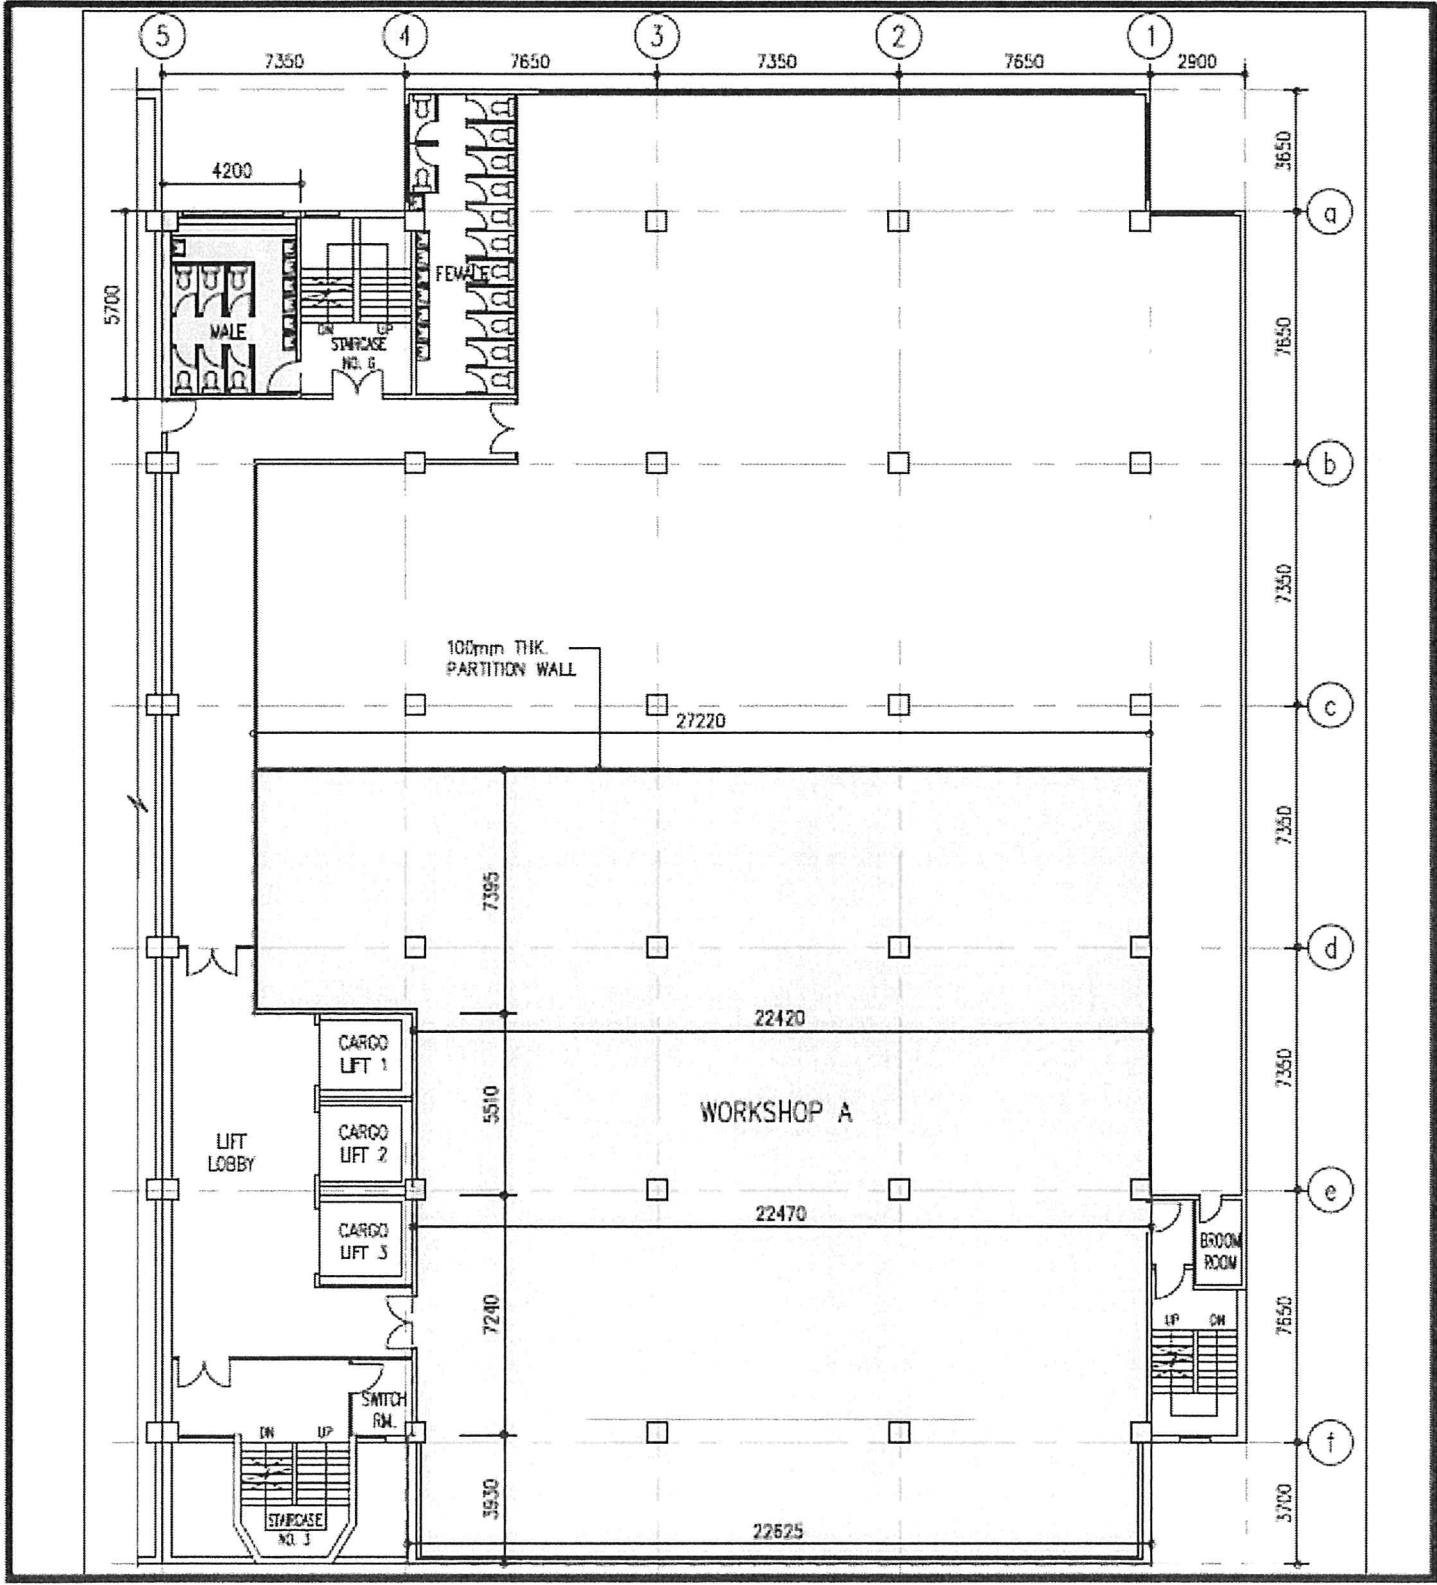 5 4 3 2 1
7350 7650 7350 7650 2900
3650
4200
a
5700
FEMALE
MALE
DN UP
STAIRCASE
NO. 6
7650
b
7350
100mm THK.
PARTITION WALL
c
27220
7350
7395
d
22420
CARGO
LIFT 1
5510
WORKSHOP A
7350
CARGO
LIFT 2
LIFT
LOBBY
e
22470
CARGO
LIFT 3
BROOM
ROOM
7240
7650
UP DN
SWITCH
RM.
DN UP
f
3930
3700
STAIRCASE
NO. 3
22625